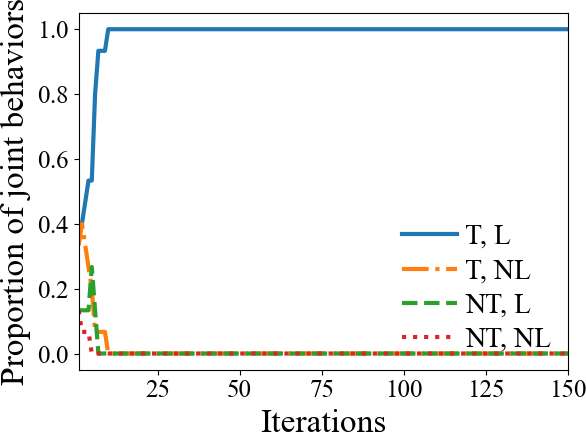 Proportion of joint behaviors
1.0
0.8
0.6
0.4
0.2
0.0
T, L
T, NL
NT, L
NT, NL
25 50 75 100 125 150
Iterations